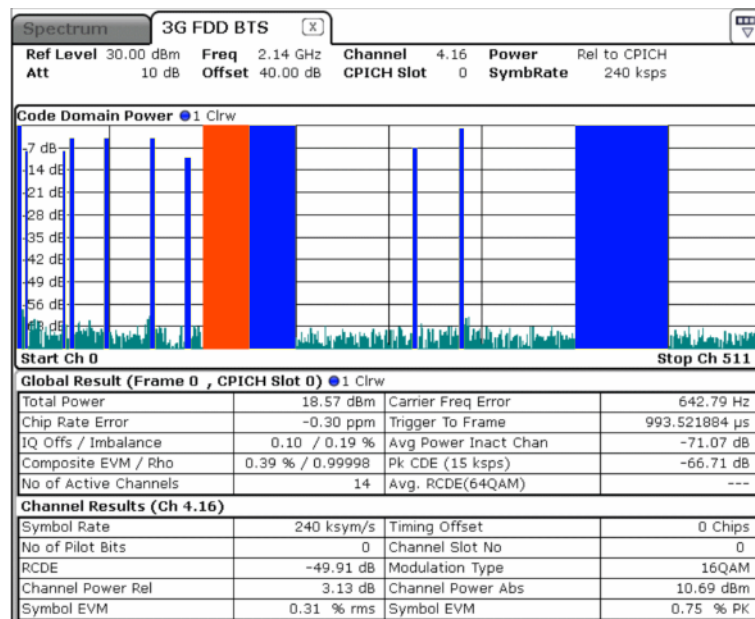 Spectrum 3G FDD BTS X
Ref Level 30.00 dBm Freq 2.14 GHz Channel 4.16 Power Rel to CPICH
Att 10 dB Offset 40.00 dB CPICH Slot 0 SymbRate 240 ksps
Code Domain Power 1 Clrw
-7 dB
-14 dB
-21 dB
-28 dB
-35 dB
-42 dB
-49 dB
-56 dB
Start Ch 0 Stop Ch 511
Global Result (Frame 0 , CPICH Slot 0) 1 Clrw
Total Power 18.57 dBm Carrier Freq Error 642.79 Hz
Chip Rate Error -0.30 ppm Trigger To Frame 993.521884 µs
IQ Offs / Imbalance 0.10 / 0.19 % Avg Power Inact Chan -71.07 dB
Composite EVM / Rho 0.39 % / 0.99998 Pk CDE (15 ksps) -66.71 dB
No of Active Channels 14 Avg. RCDE(64QAM) ---
Channel Results (Ch 4.16)
Symbol Rate 240 ksym/s Timing Offset 0 Chips
No of Pilot Bits 0 Channel Slot No 0
RCDE -49.91 dB Modulation Type 16QAM
Channel Power Rel 3.13 dB Channel Power Abs 10.69 dBm
Symbol EVM 0.31 % rms Symbol EVM 0.75 % PK